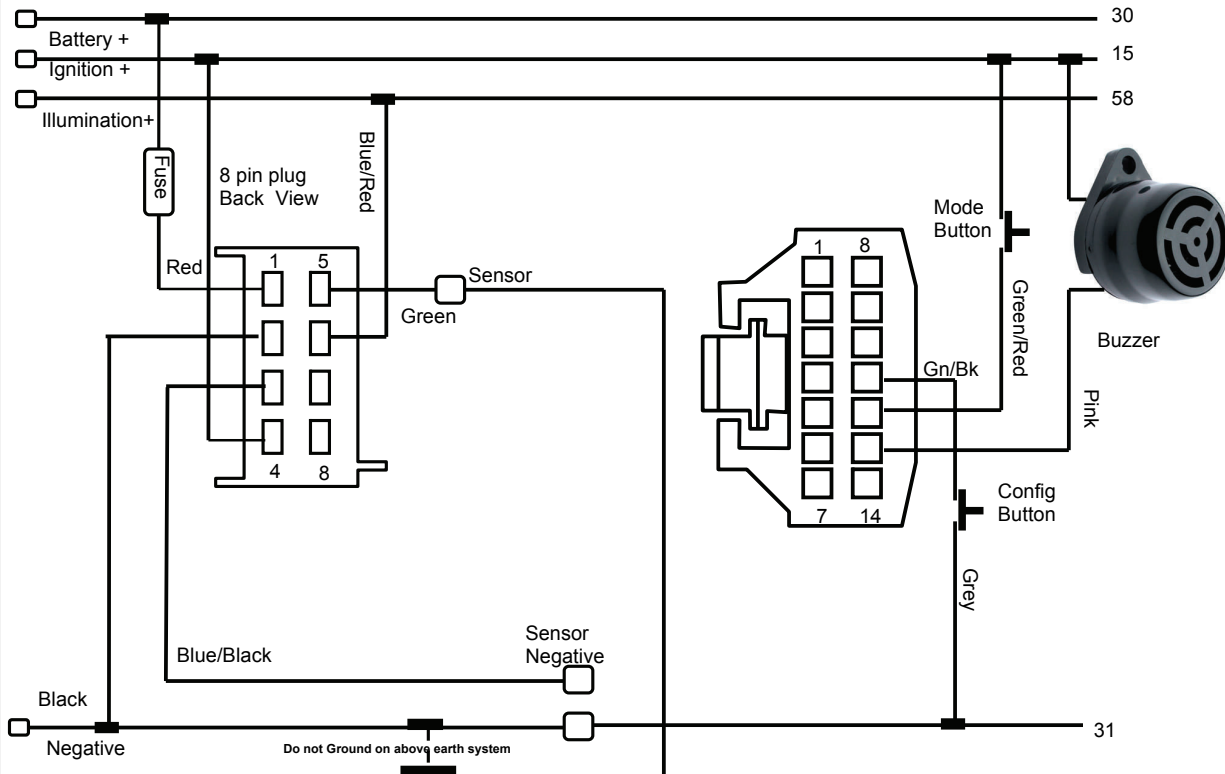 30
Battery +
15
Ignition +
58
Illumination+
Fuse
8 pin plug
Back View
Blue/Red
Mode
Button
1
8
Red
1
5
Sensor
Green
Green/Red
Buzzer
Gn/Bk
Pink
4
8
Config
Button
7
14
Grey
Sensor
Negative
Blue/Black
Black
31
Negative
Do not Ground on above earth system